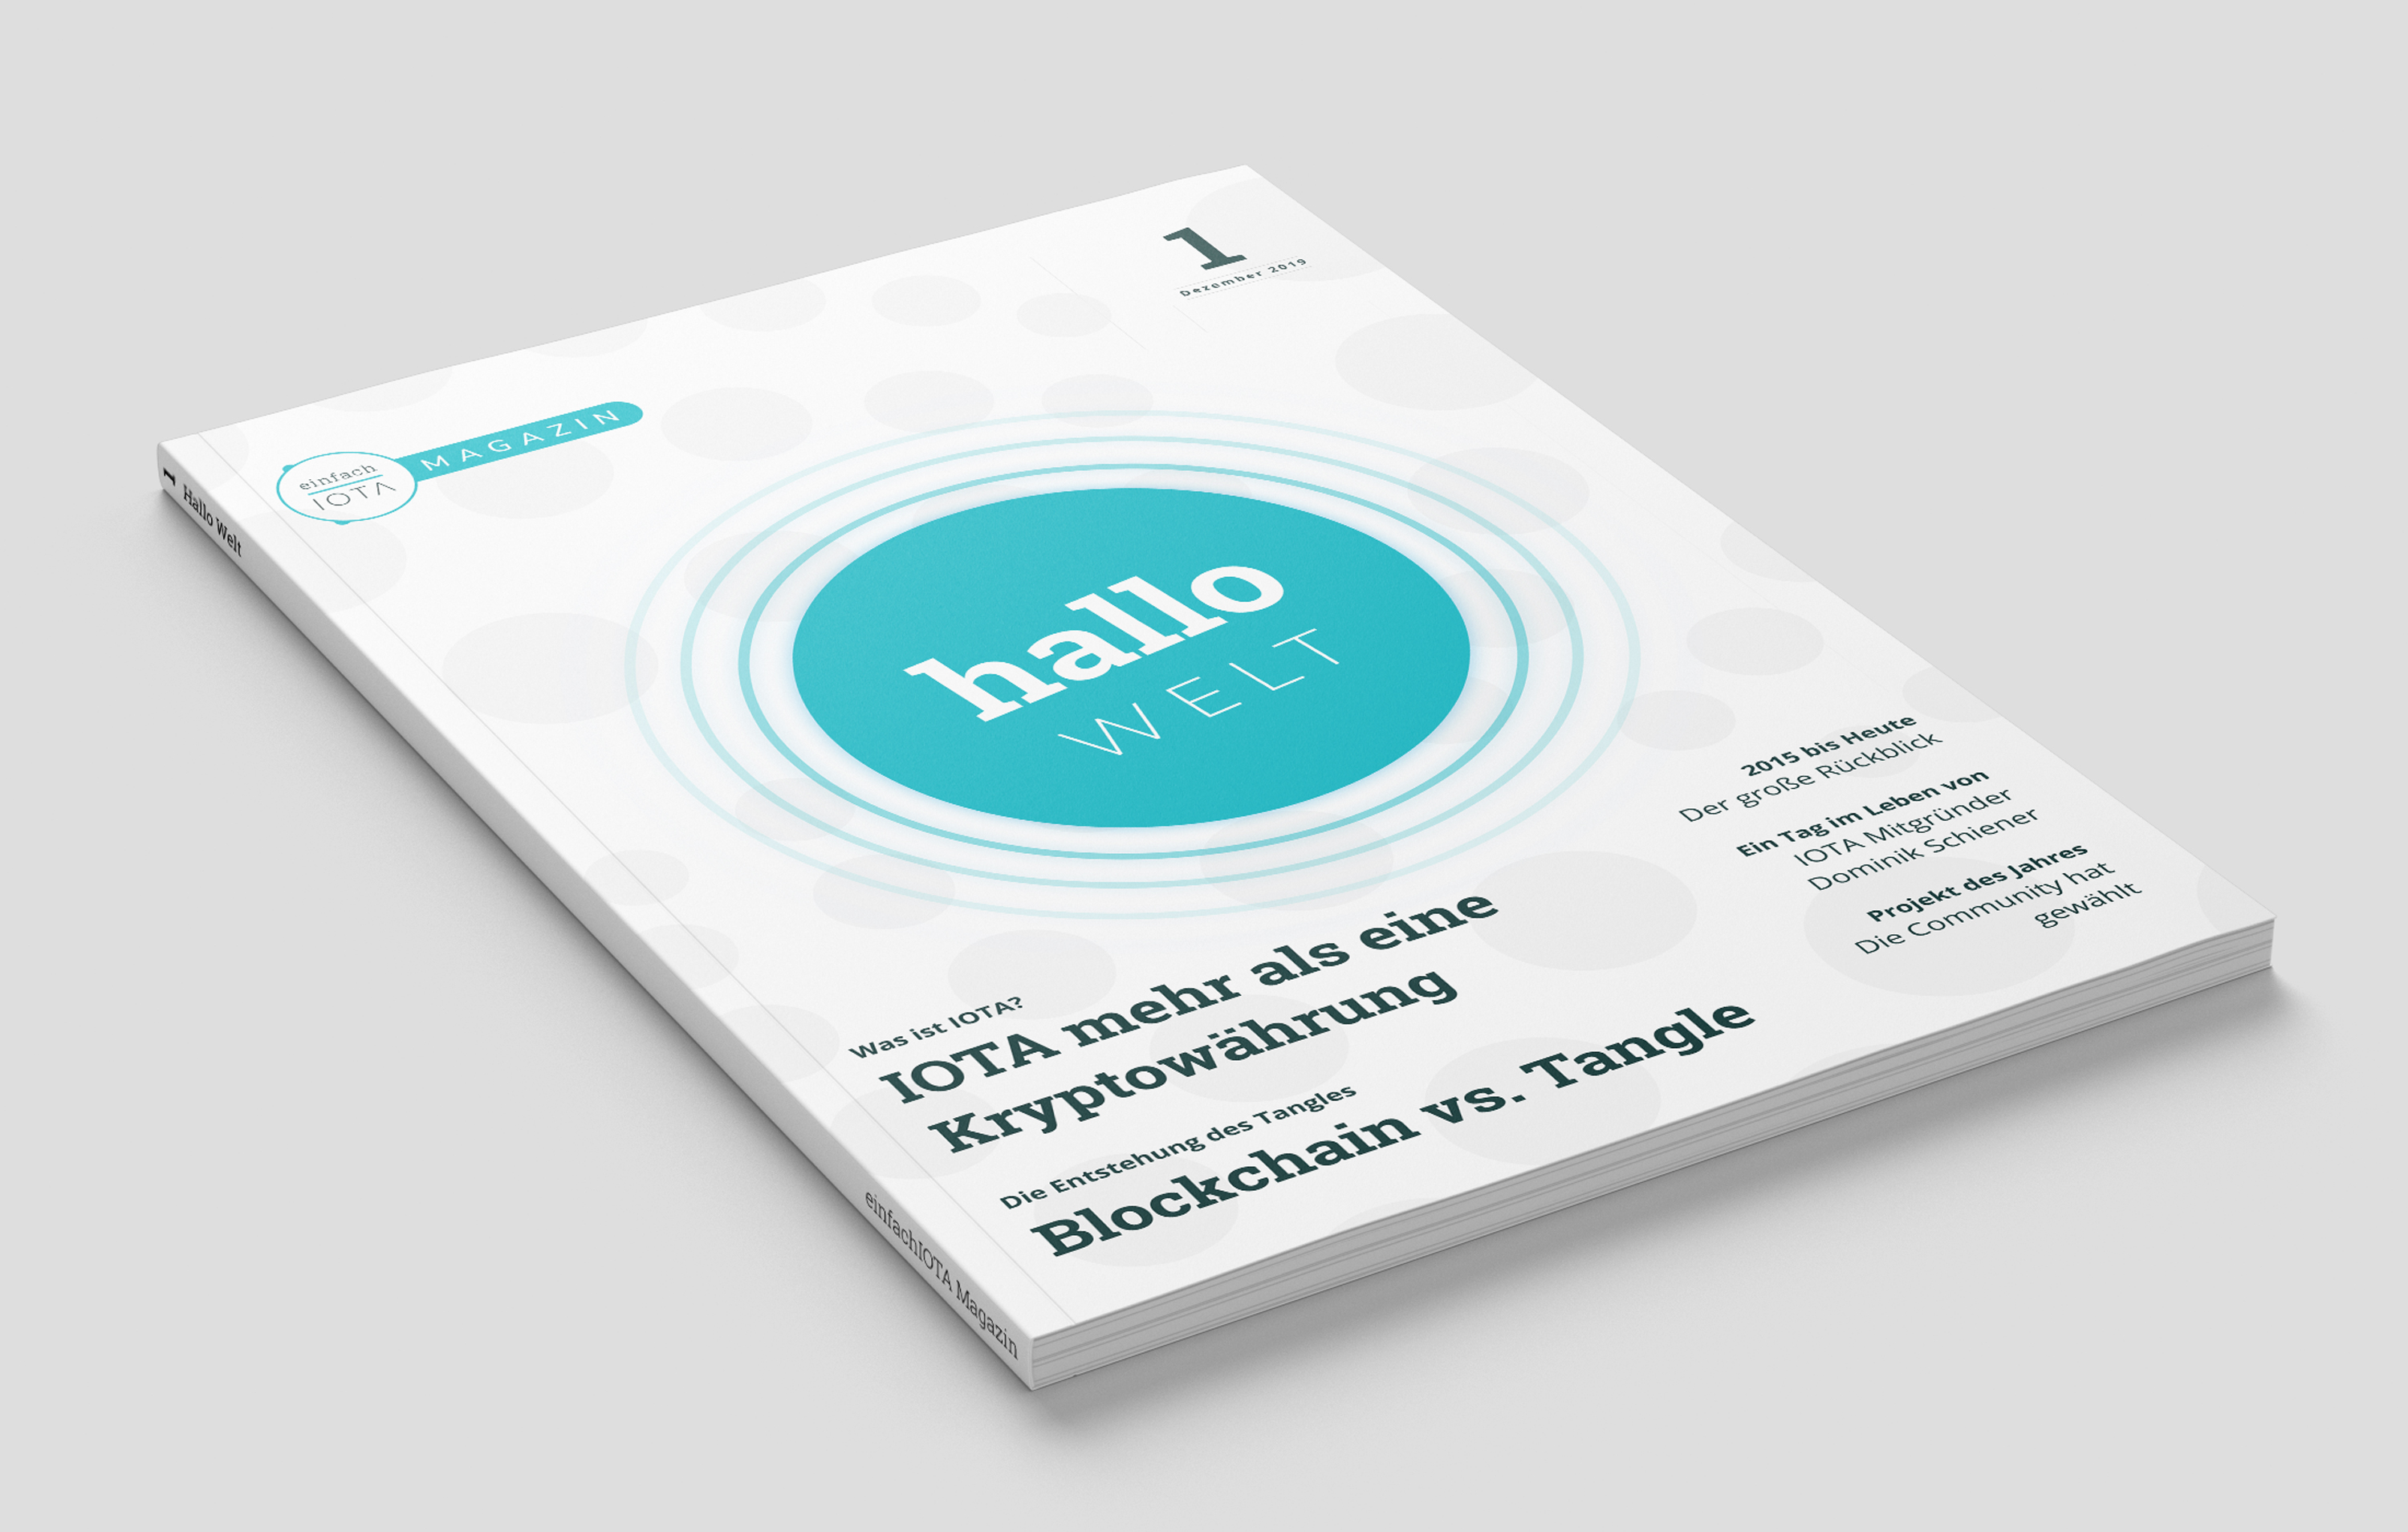 1
Dezember 2019
einfach
IOTA
MAGAZIN
1 Hallo Welt
hallo
WELT
2015 bis Heute
Der große Rückblick
Ein Tag im Leben von
IOTA Mitgründer
Dominik Schiener
Projekt des Jahres
Die Community hat
gewählt
Was ist IOTA?
IOTA mehr als eine
Kryptowährung
Die Entstehung des Tangles
Blockchain vs. Tangle
einfachIOTA Magazin